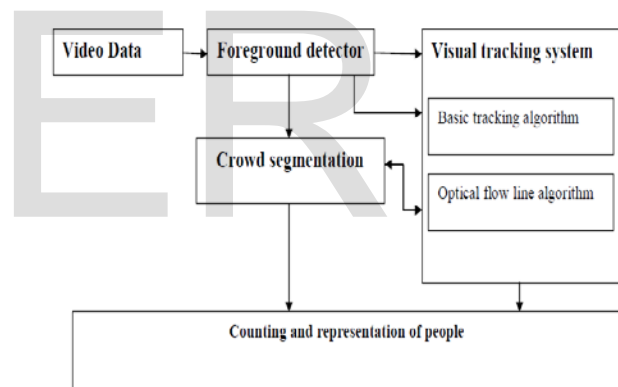 Video Data
Foreground detector
Visual tracking system
Basic tracking algorithm
Crowd segmentation
Optical flow line algorithm
Counting and representation of people
ER